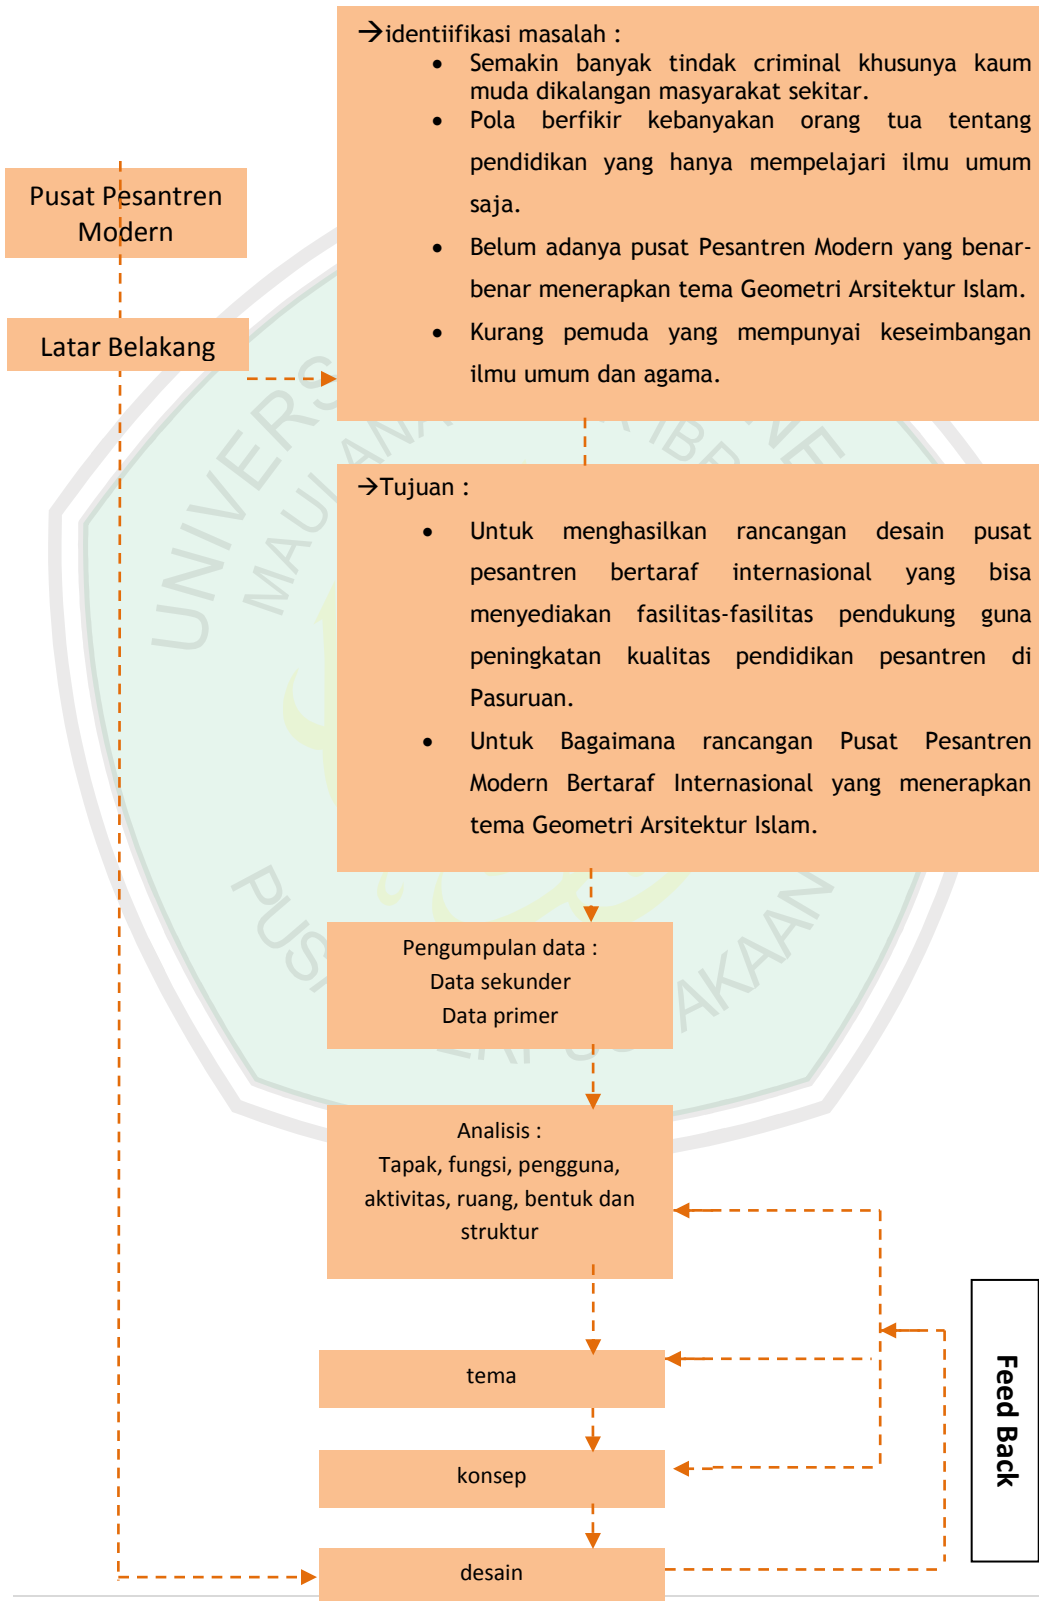 Pusat Pesantren
Modern
Latar Belakang
→identiifikasi masalah :
• Semakin banyak tindak criminal khusunya kaum
muda dikalangan masyarakat sekitar.
• Pola berfikir kebanyakan orang tua tentang
pendidikan yang hanya mempelajari ilmu umum
saja.
• Belum adanya pusat Pesantren Modern yang benar-
benar menerapkan tema Geometri Arsitektur Islam.
• Kurang pemuda yang mempunyai keseimbangan
ilmu umum dan agama.
→Tujuan :
• Untuk menghasilkan rancangan desain pusat
pesantren bertaraf internasional yang bisa
menyediakan fasilitas-fasilitas pendukung guna
peningkatan kualitas pendidikan pesantren di
Pasuruan.
• Untuk Bagaimana rancangan Pusat Pesantren
Modern Bertaraf Internasional yang menerapkan
tema Geometri Arsitektur Islam.
Pengumpulan data :
Data sekunder
Data primer
Analisis :
Tapak, fungsi, pengguna,
aktivitas, ruang, bentuk dan
struktur
tema
konsep
desain
Feed Back